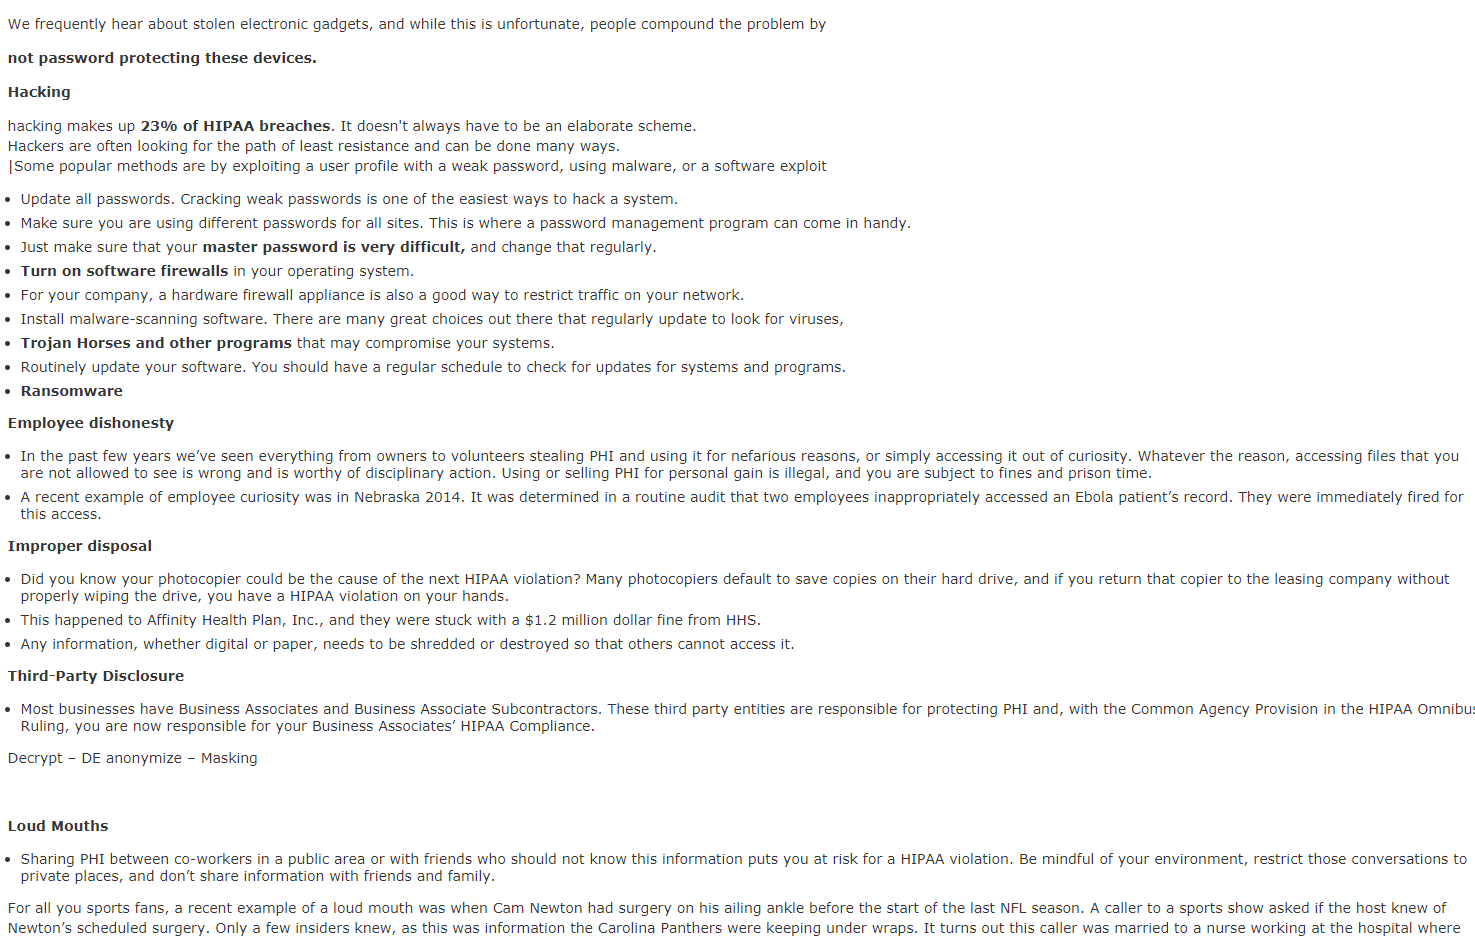 We frequently hear about stolen electronic gadgets, and while this is unfortunate, people compound the problem by
not password protecting these devices.
Hacking
hacking makes up 23% of HIPAA breaches. It doesn't always have to be an elaborate scheme.
Hackers are often looking for the path of least resistance and can be done many ways.
|Some popular methods are by exploiting a user profile with a weak password, using malware, or a software exploit
• Update all passwords. Cracking weak passwords is one of the easiest ways to hack a system.
• Make sure you are using different passwords for all sites. This is where a password management program can come in handy.
• Just make sure that your master password is very difficult, and change that regularly.
• Turn on software firewalls in your operating system.
• For your company, a hardware firewall appliance is also a good way to restrict traffic on your network.
• Install malware-scanning software. There are many great choices out there that regularly update to look for viruses,
• Trojan Horses and other programs that may compromise your systems.
• Routinely update your software. You should have a regular schedule to check for updates for systems and programs.
• Ransomware
Employee dishonesty
• In the past few years we’ve seen everything from owners to volunteers stealing PHI and using it for nefarious reasons, or simply accessing it out of curiosity. Whatever the reason, accessing files that you
are not allowed to see is wrong and is worthy of disciplinary action. Using or selling PHI for personal gain is illegal, and you are subject to fines and prison time.
• A recent example of employee curiosity was in Nebraska 2014. It was determined in a routine audit that two employees inappropriately accessed an Ebola patient’s record. They were immediately fired for
this access.
Improper disposal
• Did you know your photocopier could be the cause of the next HIPAA violation? Many photocopiers default to save copies on their hard drive, and if you return that copier to the leasing company without
properly wiping the drive, you have a HIPAA violation on your hands.
• This happened to Affinity Health Plan, Inc., and they were stuck with a $1.2 million dollar fine from HHS.
• Any information, whether digital or paper, needs to be shredded or destroyed so that others cannot access it.
Third-Party Disclosure
• Most businesses have Business Associates and Business Associate Subcontractors. These third party entities are responsible for protecting PHI and, with the Common Agency Provision in the HIPAA Omnibus
Ruling, you are now responsible for your Business Associates’ HIPAA Compliance.
Decrypt – DE anonymize – Masking
Loud Mouths
• Sharing PHI between co-workers in a public area or with friends who should not know this information puts you at risk for a HIPAA violation. Be mindful of your environment, restrict those conversations to
private places, and don’t share information with friends and family.
For all you sports fans, a recent example of a loud mouth was when Cam Newton had surgery on his ailing ankle before the start of the last NFL season. A caller to a sports show asked if the host knew of
Newton’s scheduled surgery. Only a few insiders knew, as this was information the Carolina Panthers were keeping under wraps. It turns out this caller was married to a nurse working at the hospital where